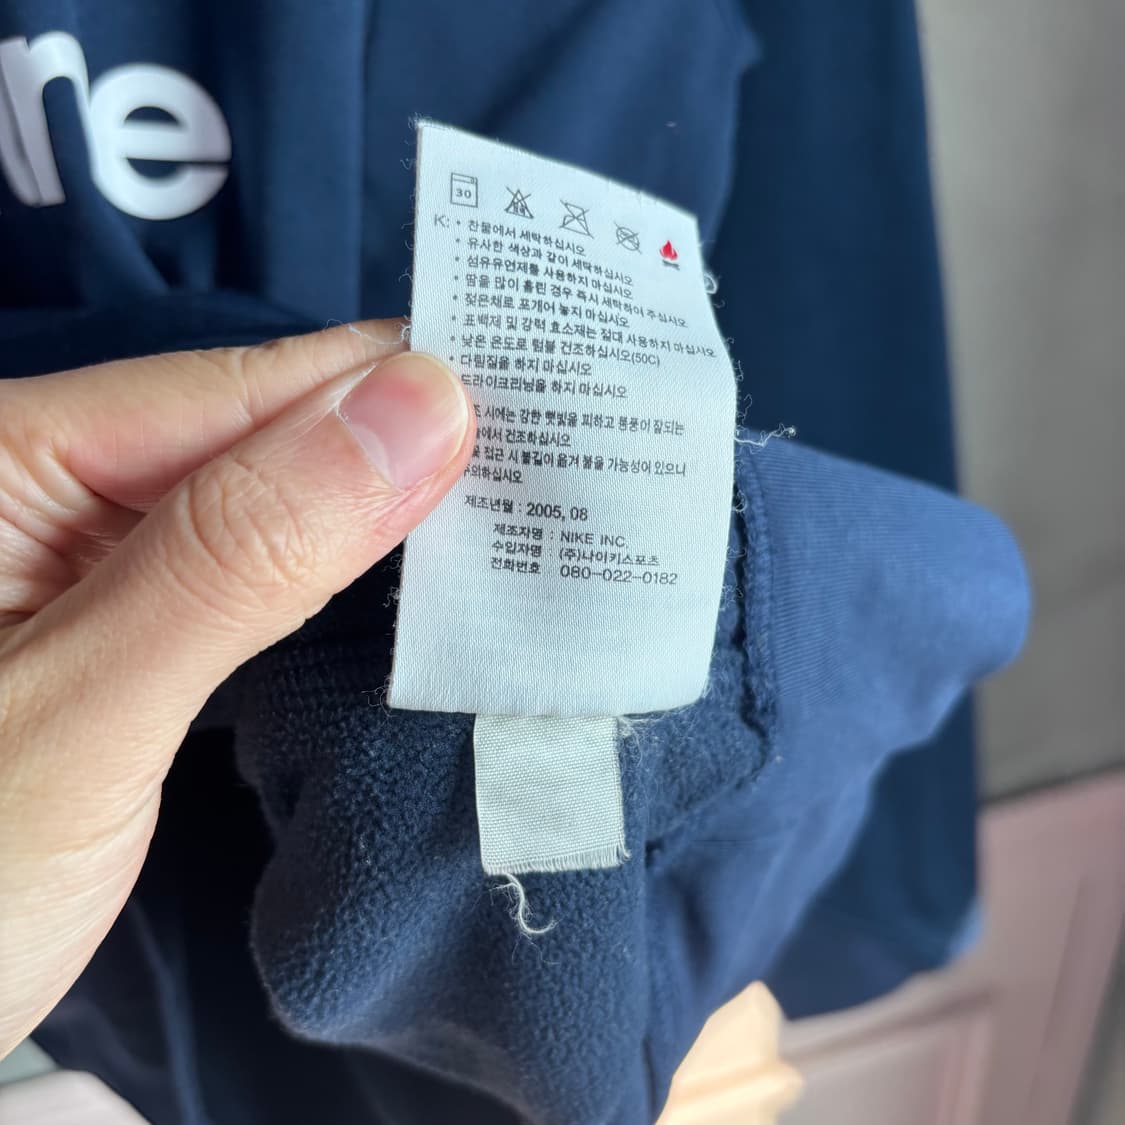 re
30
K: • 찬물에서 세탁하십시오
• 유사한 색상과 같이 세탁하십시오
• 섬유유연제를 사용하지 마십시오
• 땀을 많이 흘린 경우 즉시 세탁하여 주십시오
• 젖은채로 포개어 놓지 마십시오
• 표백제 및 강력 효소제는 절대 사용하지 마십시오
• 낮은 온도로 텀블 건조하십시오(50C)
• 다림질을 하지 마십시오
드라이크리닝을 하지 마십시오
조 시에는 강한 햇빛을 피하고 통풍이 잘되는
에서 건조하십시오
꽃 접근 시 불길이 옮겨 붙을 가능성이 있으니
주의하십시오
제조년월 : 2005, 08
제조자명 : NIKE INC.
수입자명 : (주)나이키스포츠
전화번호 080-022-0182